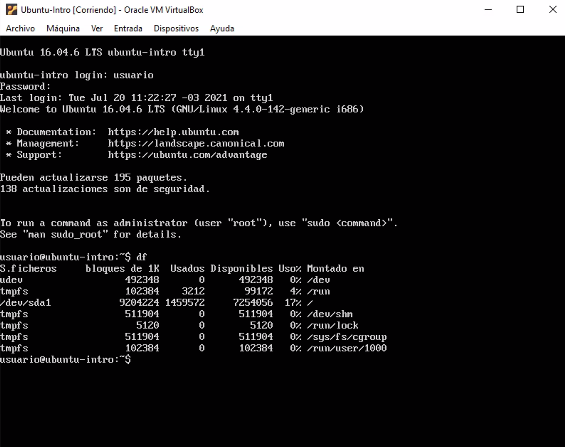 Ubuntu-Intro [Corriendo] - Oracle VM VirtualBox
Archivo Máquina Ver Entrada Dispositivos Ayuda
Ubuntu 16.04.6 LTS ubuntu-intro tty1
ubuntu-intro login: usuario
Password:
Last login: Tue Jul 20 11:22:27 -03 2021 on tty1
Welcome to Ubuntu 16.04.6 LTS (GNU/Linux 4.4.0-142-generic i686)
* Documentation: https://help.ubuntu.com
* Management: https://landscape.canonical.com
* Support: https://ubuntu.com/advantage
Pueden actualizarse 195 paquetes.
138 actualizaciones son de seguridad.
To run a command as administrator (user "root"), use "sudo <command>".
See "man sudo_root" for details.
usuario@ubuntu-intro:~$ df
S.ficheros bloques de 1K Usados Disponibles Uso% Montado en
udev 492348 0 492348 0% /dev
tmpfs 102384 3212 99172 4% /run
/dev/sda1 9204224 1459572 7254056 17% /
tmpfs 511904 0 511904 0% /dev/shm
tmpfs 5120 0 5120 0% /run/lock
tmpfs 511904 0 511904 0% /sys/fs/cgroup
tmpfs 102384 0 102384 0% /run/user/1000
usuario@ubuntu-intro:~$